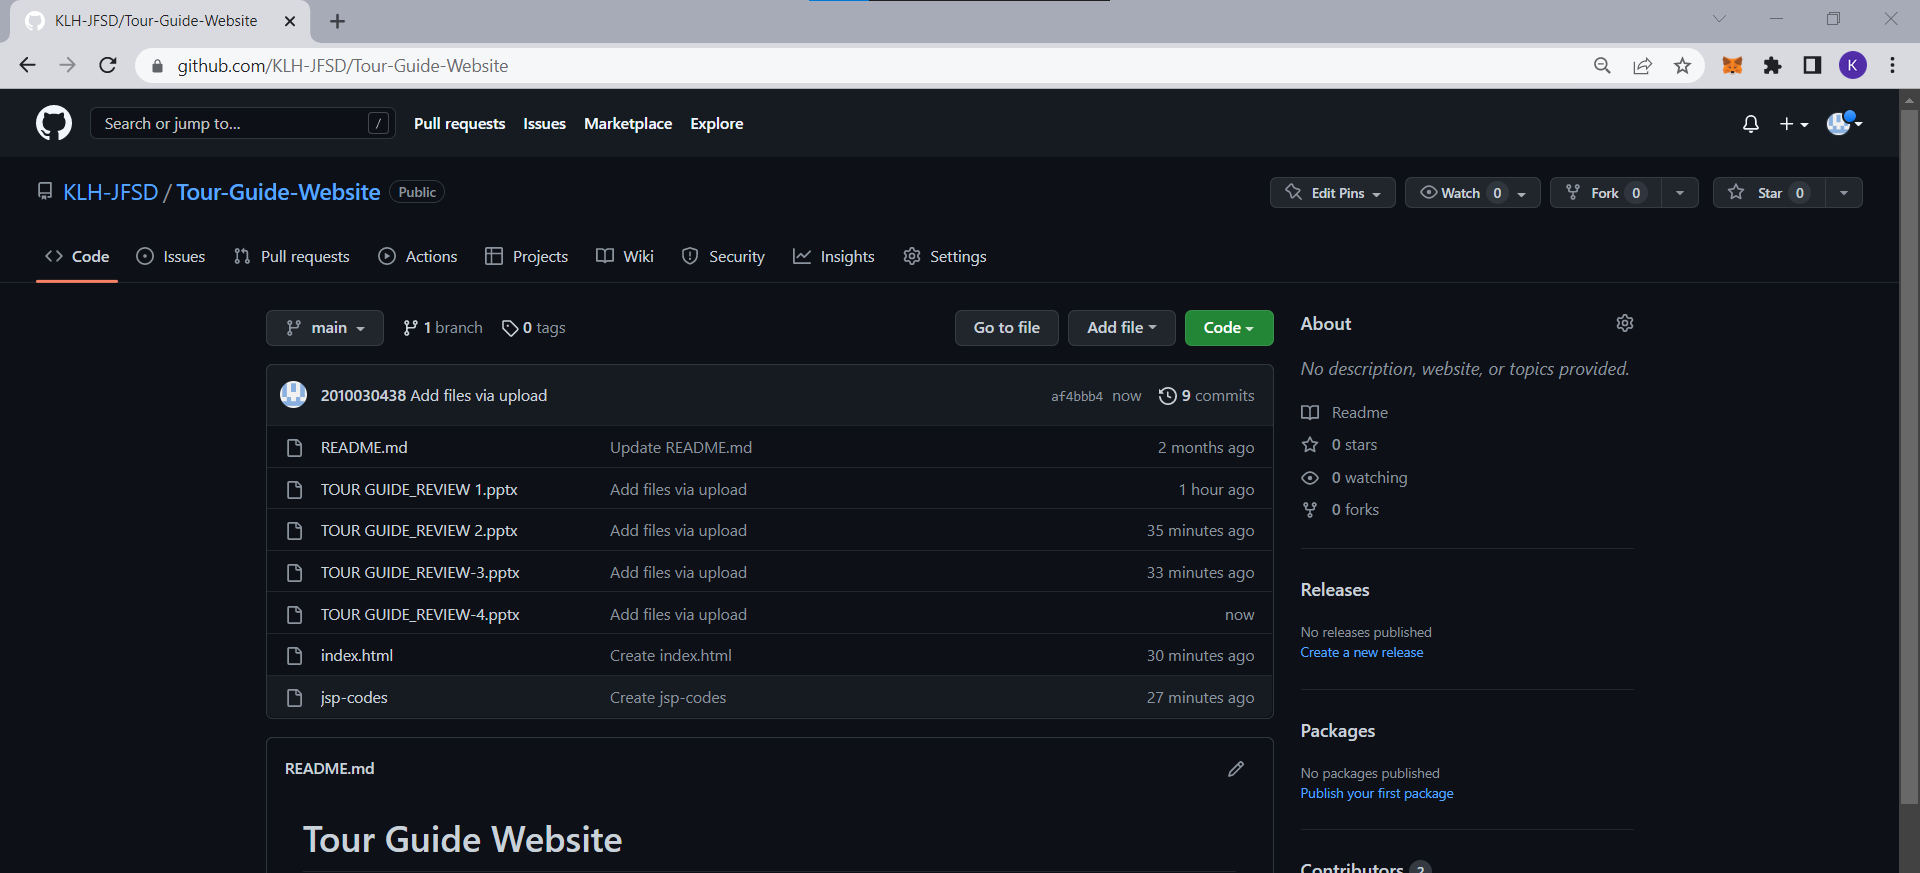 KLH-JFSD/Tour-Guide-Website
github.com/KLH-JFSD/Tour-Guide-Website
K
Search or jump to... /
Pull requests Issues Marketplace Explore
KLH-JFSD / Tour-Guide-Website Public
Edit Pins Watch 0 Fork 0 Star 0
Code Issues Pull requests Actions Projects Wiki Security Insights Settings
main 1 branch 0 tags Go to file Add file Code
2010030438 Add files via upload af4bbb4 now 9 commits
README.md Update README.md 2 months ago
TOUR GUIDE_REVIEW 1.pptx Add files via upload 1 hour ago
TOUR GUIDE_REVIEW 2.pptx Add files via upload 35 minutes ago
TOUR GUIDE_REVIEW-3.pptx Add files via upload 33 minutes ago
TOUR GUIDE_REVIEW-4.pptx Add files via upload now
index.html Create index.html 30 minutes ago
jsp-codes Create jsp-codes 27 minutes ago
README.md
Tour Guide Website
About
No description, website, or topics provided.
Readme
0 stars
0 watching
0 forks
Releases
No releases published
Create a new release
Packages
No packages published
Publish your first package
Contributors 2